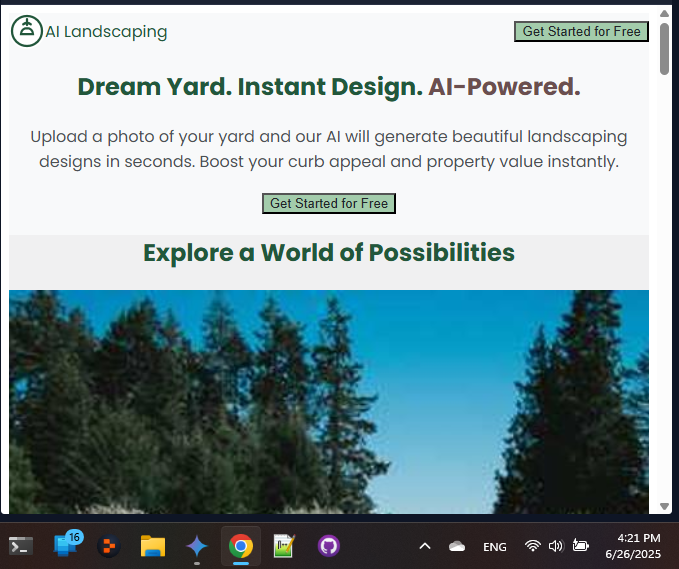 AI Landscaping
Get Started for Free
Dream Yard. Instant Design. AI-Powered.
Upload a photo of your yard and our AI will generate beautiful landscaping
designs in seconds. Boost your curb appeal and property value instantly.
Get Started for Free
Explore a World of Possibilities
16
ENG
4:21 PM
6/26/2025